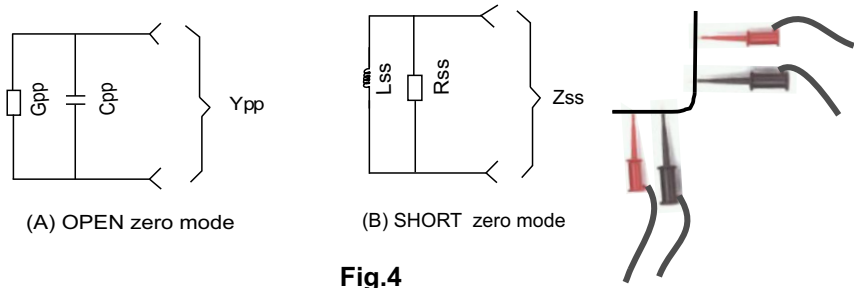 Gpp
Cpp
Ypp
(A) OPEN zero mode
Lss
Rss
Zss
(B) SHORT zero mode
Fig.4